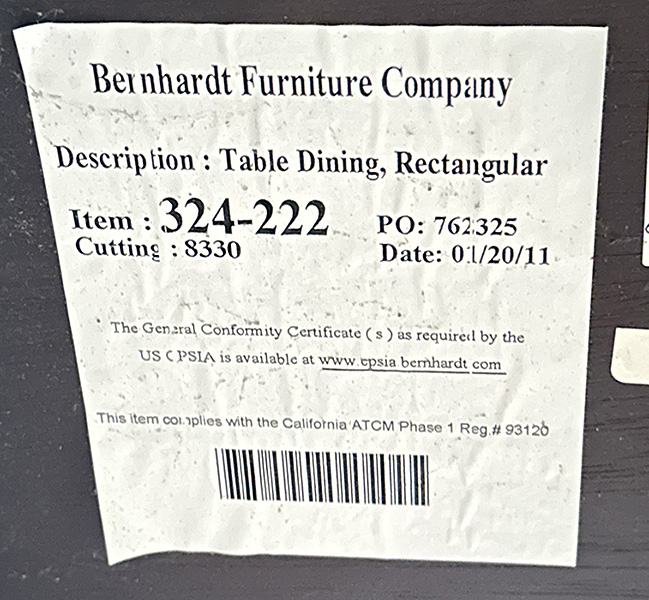 Bernhardt Furniture Company
Description : Table Dining, Rectangular
Item : 324-222
PO: 762325
Cutting : 8330
Date: 01/20/11
The General Conformity Certificate ( s ) as required by the
US CPSIA is available at www.cpsia.bernhardt com
This item complies with the California ATCM Phase 1 Reg.# 93120